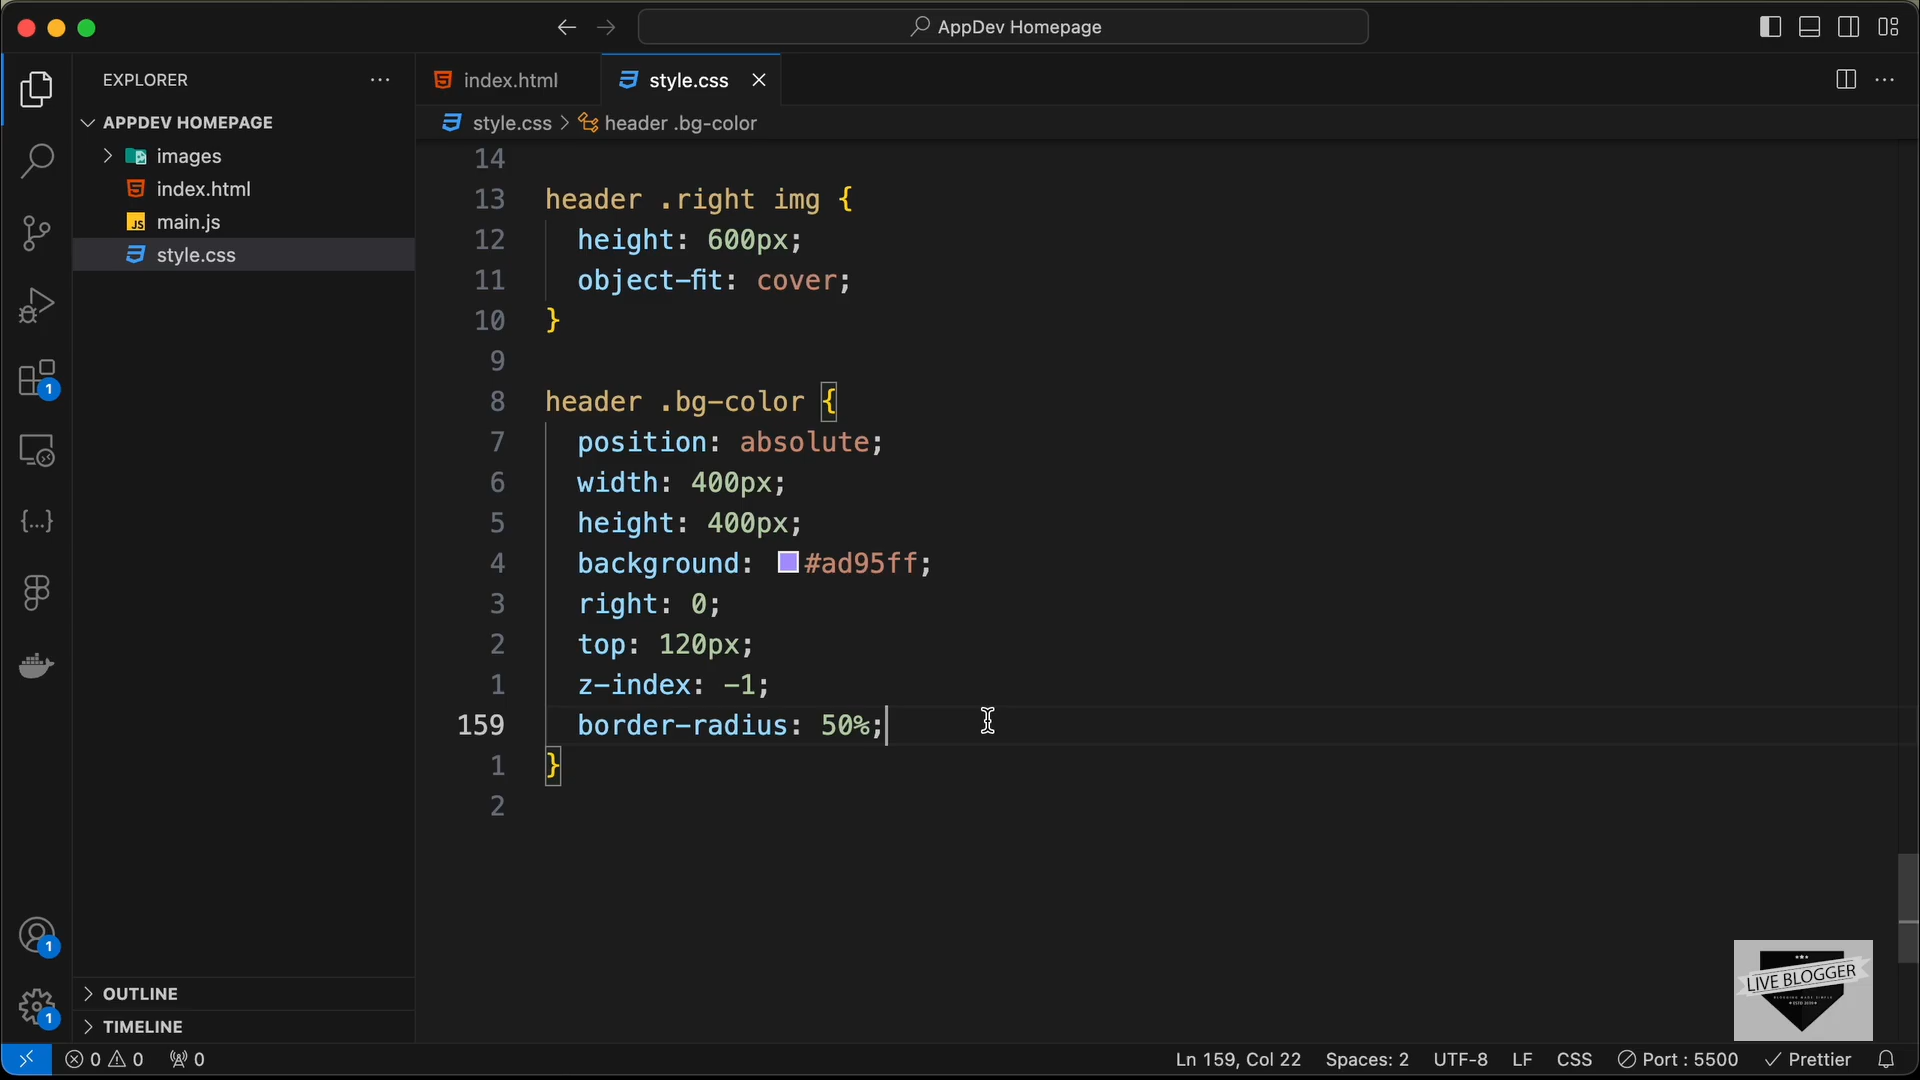 AppDev Homepage
EXPLORER
APPDEV HOMEPAGE
images
index.html
JS main.js
style.css
OUTLINE
TIMELINE
index.html style.css
style.css > header .bg-color
14
13 header .right img {
12 height: 600px;
11 object-fit: cover;
10 }
9
8 header .bg-color {
7 position: absolute;
6 width: 400px;
5 height: 400px;
4 background: #ad95ff;
3 right: 0;
2 top: 120px;
1 z-index: -1;
159 border-radius: 50%;
1 }
2
1
1
1
LIVE BLOGGER
0 0 0 Ln 159, Col 22 Spaces: 2 UTF-8 LF CSS Port : 5500 Prettier